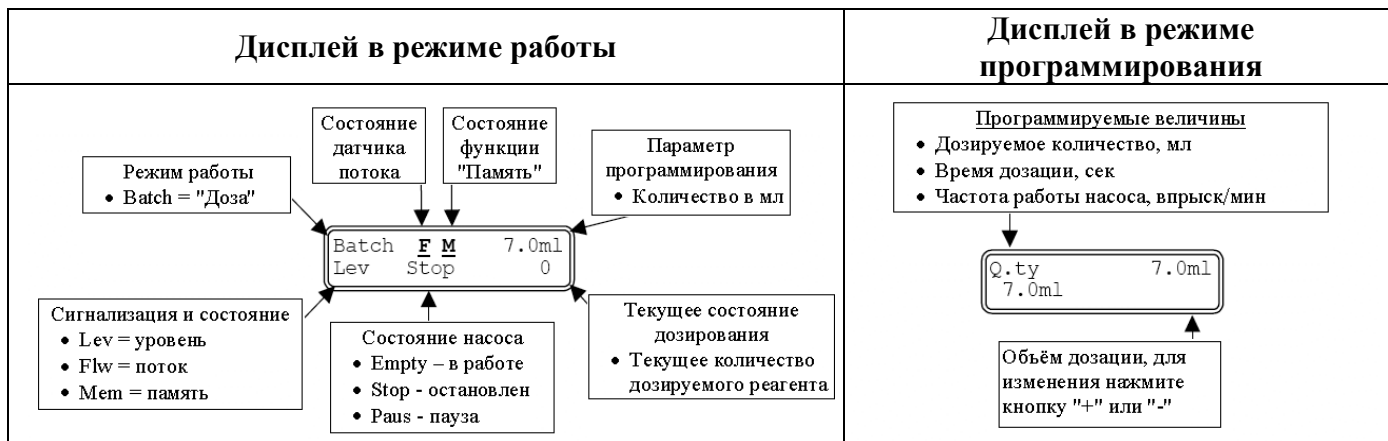 Дисплей в режиме работы
Дисплей в режиме
программирования
Режим работы
• Batch = "Доза"
Состояние
датчика
потока
Состояние
функции
"Память"
Параметр
программирования
• Количество в мл
Batch F M 7.0ml
Lev Stop 0
Сигнализация и состояние
• Lev = уровень
• Flw = поток
• Mem = память
Состояние насоса
• Empty – в работе
• Stop - остановлен
• Paus - пауза
Текущее состояние
дозирования
• Текущее количество
дозируемого реагента
Программируемые величины
• Дозируемое количество, мл
• Время дозации, сек
• Частота работы насоса, впрыск/мин
Q.ty 7.0ml
7.0ml
Обьём дозации, для
изменения нажмите
кнопку "+" или "-"